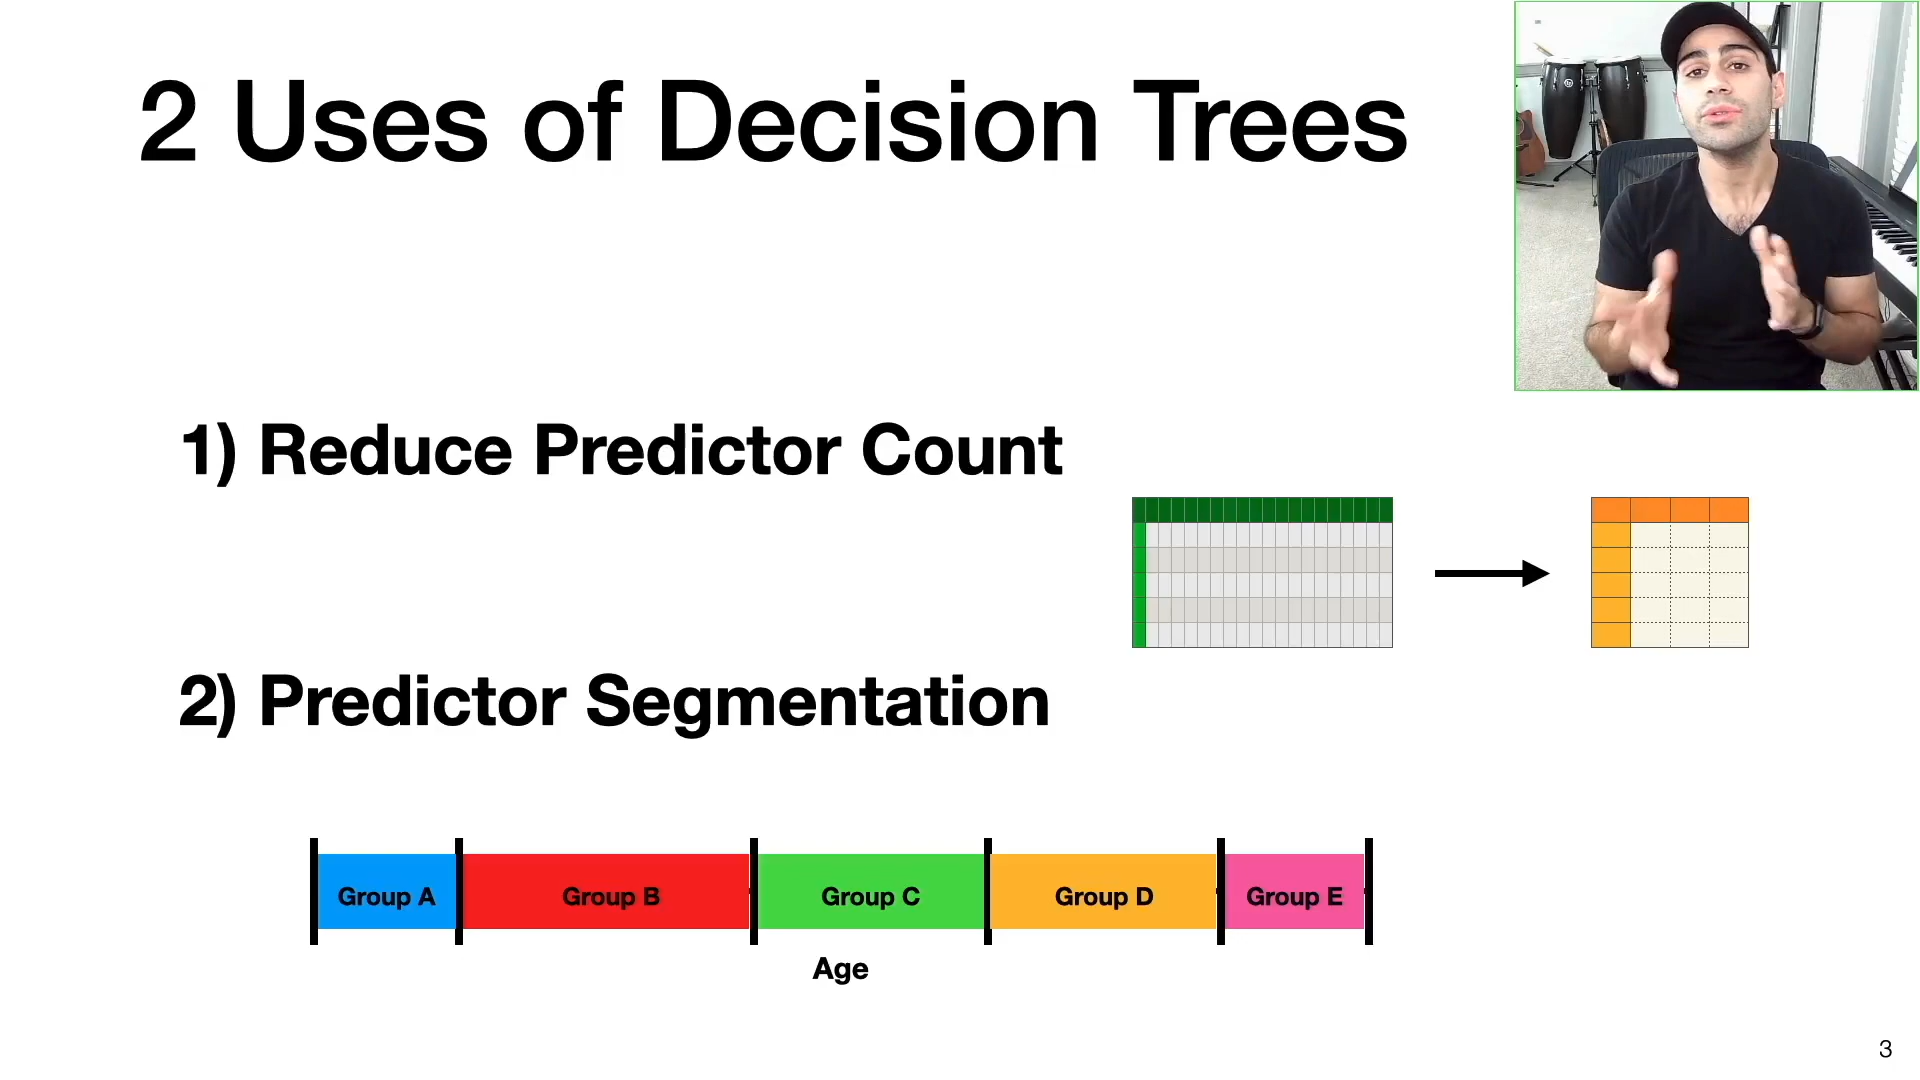 2 Uses of Decision Trees
1) Reduce Predictor Count
2) Predictor Segmentation
Group A Group B Group C Group D Group E
Age
3